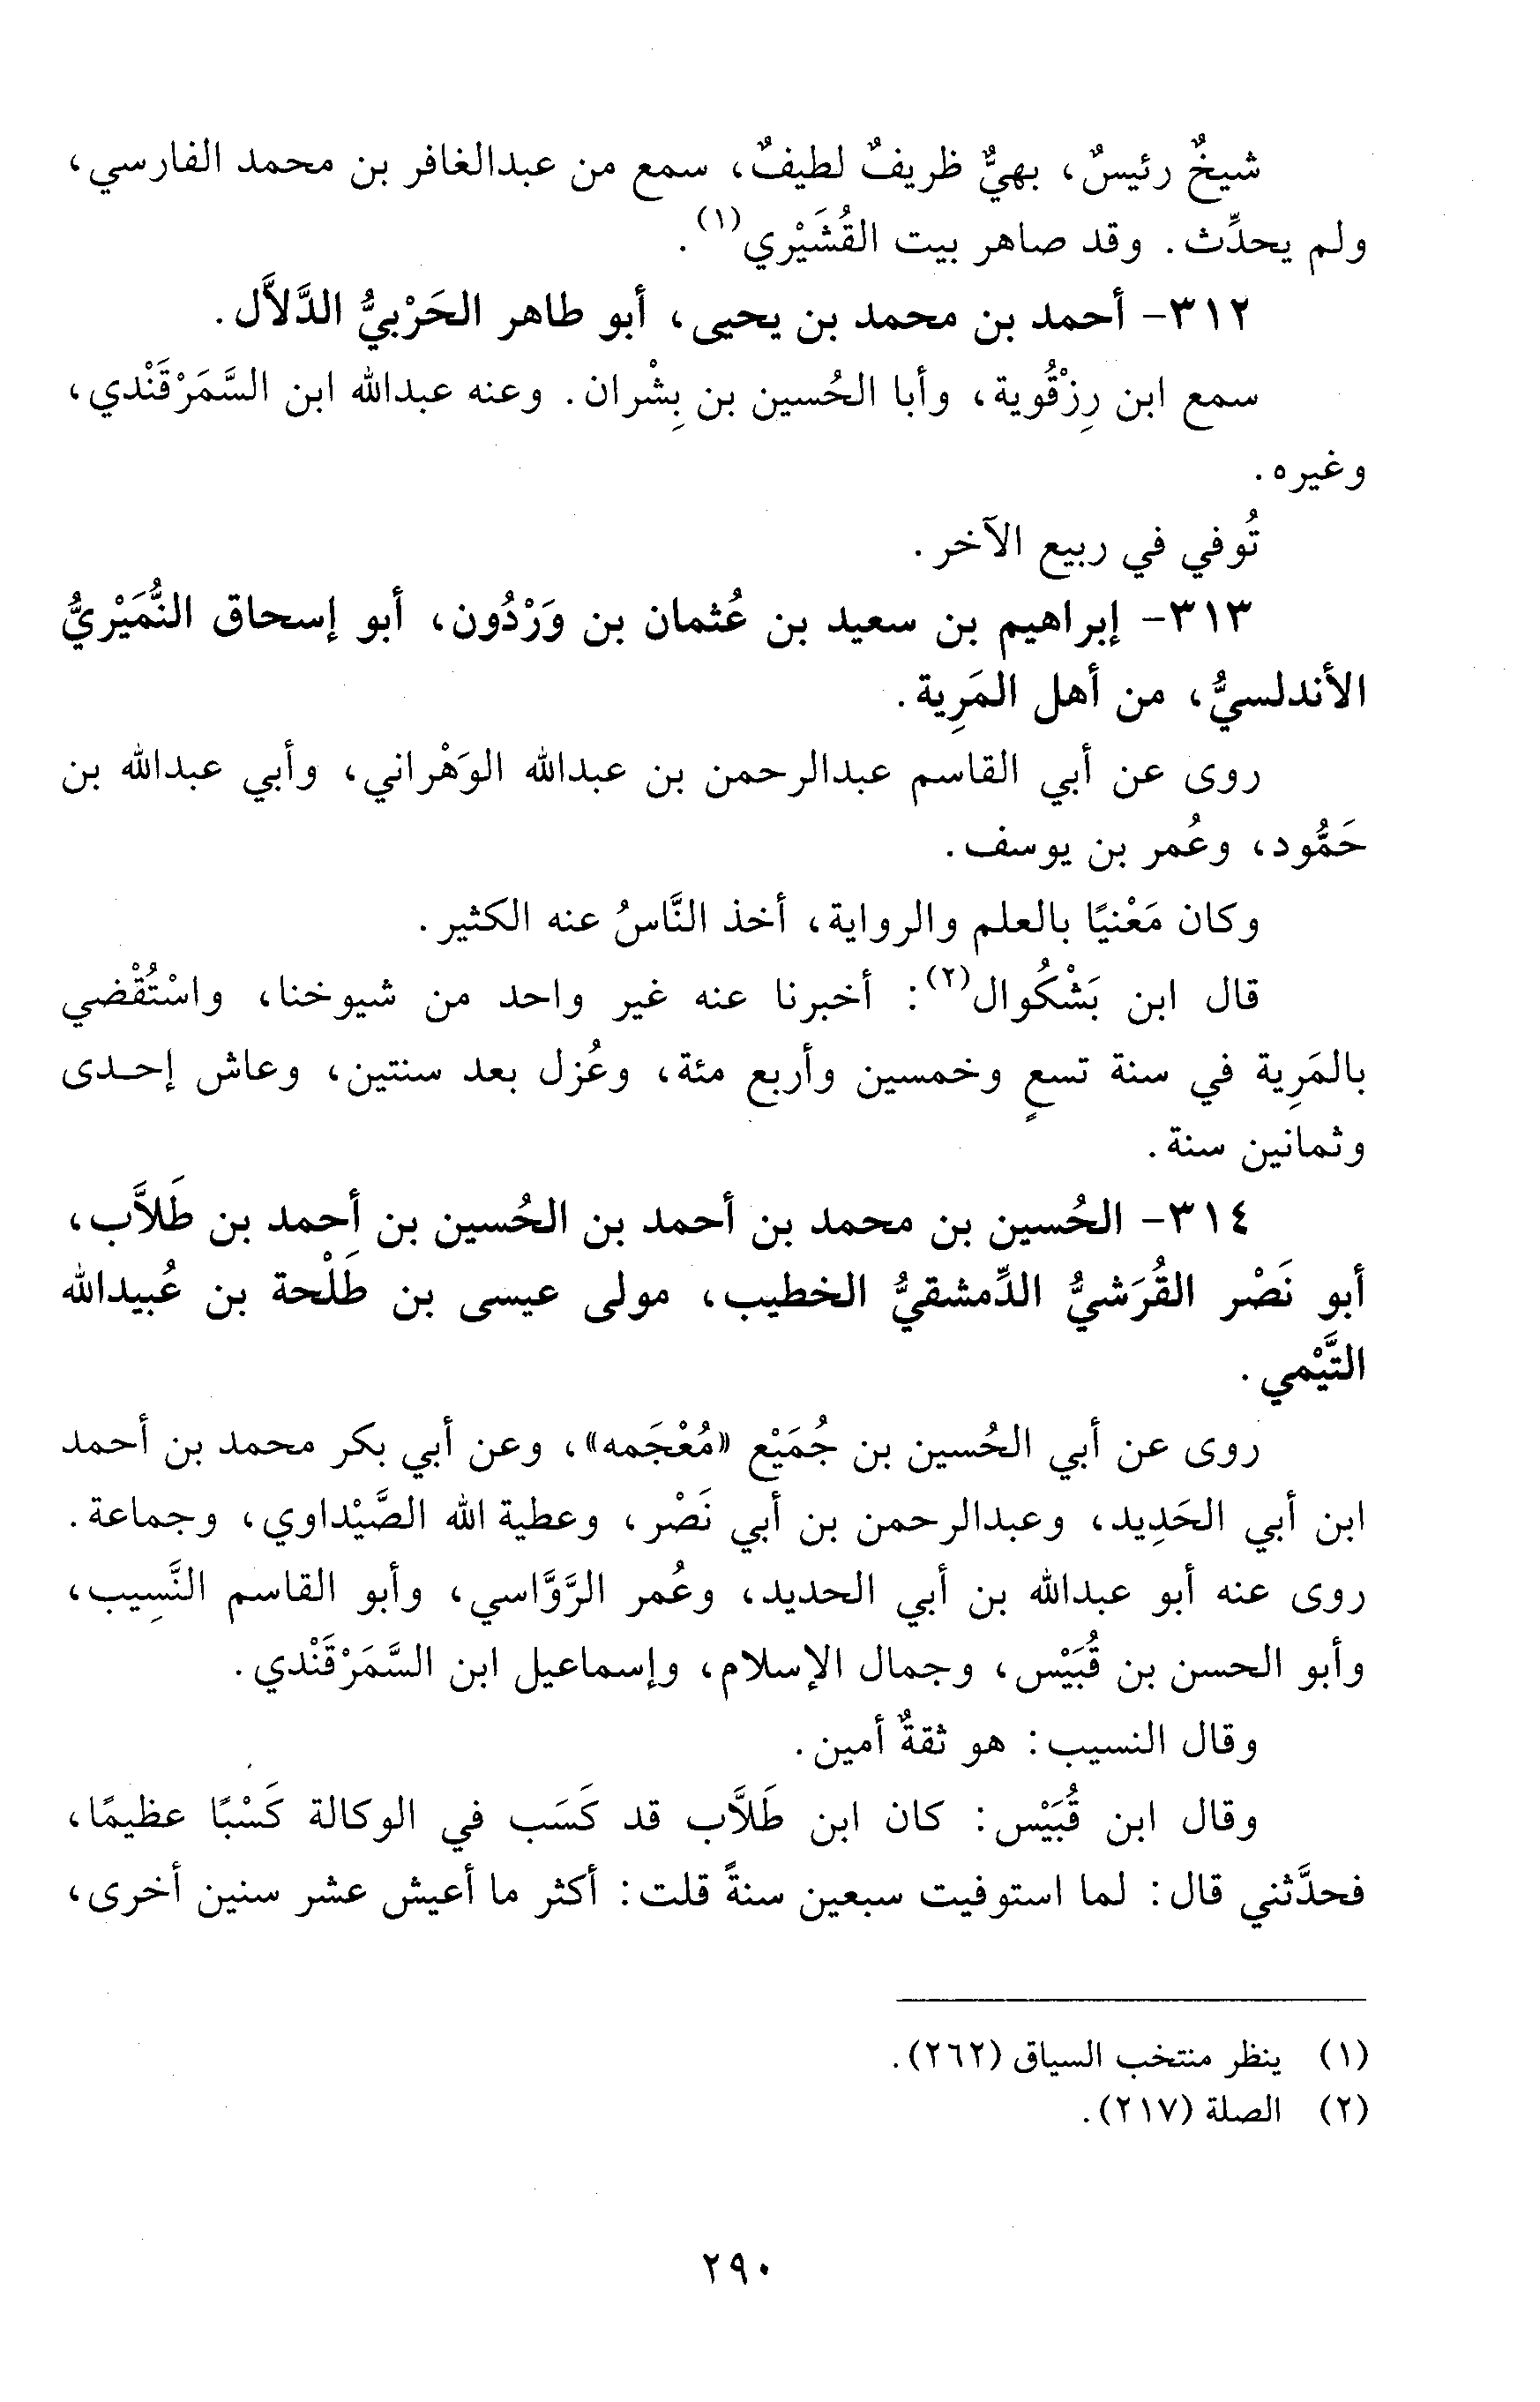 شيخٌ رئيسٌ، بهيٌّ ظريفٌ لطيفٌ، سمع من عبدالغافر بن محمد الفارسي،
ولم يحدِّث. وقد صاهر بيت القُشَيْري(١).
٣١٢- أحمد بن محمد بن يحيى، أبو طاهر الحَرْبيُّ الدَّلاَّل.
سمع ابن رِزْقُوية، وأبا الحُسين بن بِشْران. وعنه عبدالله ابن السَّمَرْقَنْدي،
وغيره.
تُوفي في ربيع الآخر.
٣١٣- إبراهيم بن سعيد بن عُثمان بن وَرْدُون، أبو إسحاق النُّمَيْريُّ
الأندلسيُّ، من أهل المَرِية.
روى عن أبي القاسم عبدالرحمن بن عبدالله الوَهْراني، وأبي عبدالله بن
حَمُّود، وعُمر بن يوسف.
وكان مَعْنيًا بالعلم والرواية، أخذ النَّاسُ عنه الكثير.
قال ابن بَشْكُوال(٢): أخبرنا عنه غير واحد من شيوخنا، واسْتُقْضي
بالمَرِية في سنة تسعٍ وخمسين وأربع مئة، وعُزل بعد سنتين، وعاش إحدى
وثمانين سنة.
٣١٤- الحُسين بن محمد بن أحمد بن الحُسين بن أحمد بن طَلاَّب،
أبو نَصْر القُرَشيُّ الدِّمشقيُّ الخطيب، مولى عيسى بن طَلْحة بن عُبيدالله
التَّيْمي.
روى عن أبي الحُسين بن جُمَيْع «مُعْجَمه»، وعن أبي بكر محمد بن أحمد
ابن أبي الحَدِيد، وعبدالرحمن بن أبي نَصْر، وعطية الله الصَّيْداوي، وجماعة.
روى عنه أبو عبدالله بن أبي الحديد، وعُمر الرَّوَّاسي، وأبو القاسم النَّسِيب،
وأبو الحسن بن قُبَيْس، وجمال الإسلام، وإسماعيل ابن السَّمَرْقَنْدي.
وقال النسيب: هو ثقةٌ أمين.
وقال ابن قُبَيْس: كان ابن طَلاَّب قد كَسَب في الوكالة كَسْبًا عظيمًا،
فحدَّثني قال: لما استوفيت سبعين سنةً قلت: أكثر ما أعيش عشر سنين أخرى،
(١) ينظر منتخب السياق (٢٦٢).
(٢) الصلة (٢١٧).
٢٩٠